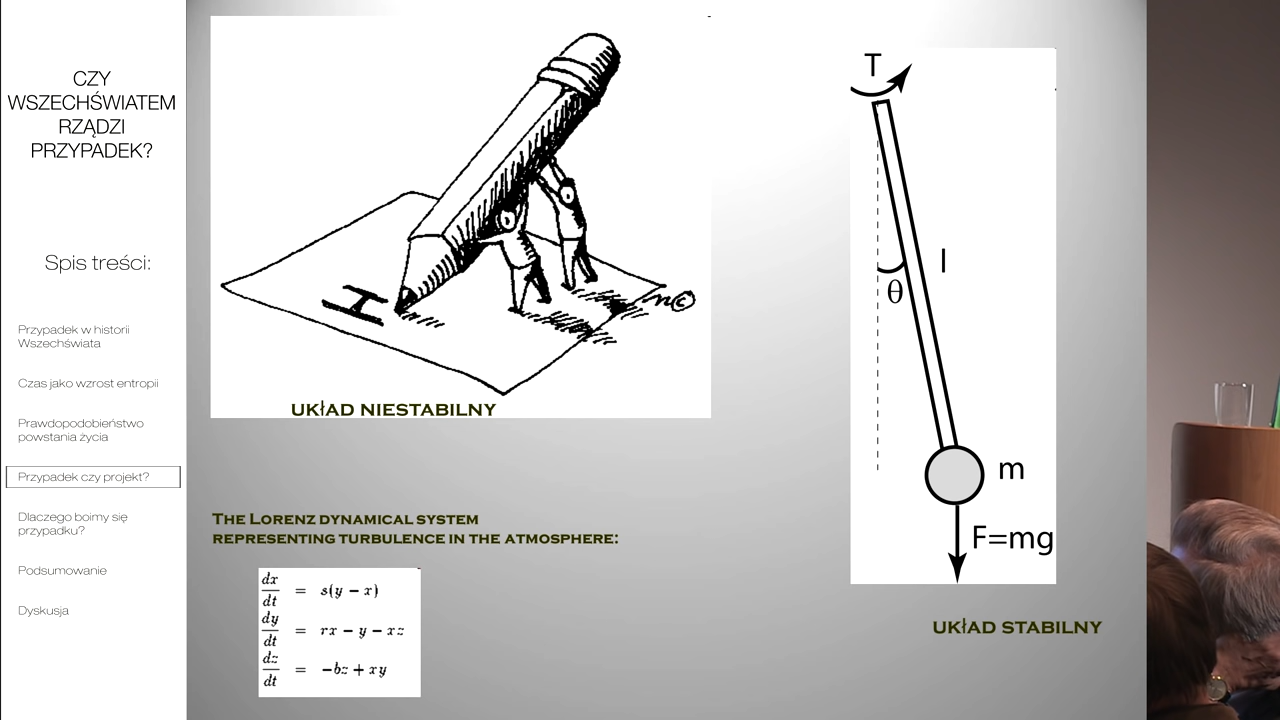 CZY
WSZECHŚWIATEM
RZĄDZI
PRZYPADEK?
Spis treści:
Przypadek w historii
Wszechświata
Czas jako wzrost entropii
Prawdopodobieństwo
powstania życia
Przypadek czy projekt?
Dlaczego boimy się
przypadku?
Podsumowanie
Dyskusja
H
m©
UKłAD NIESTABILNY
The Lorenz dynamical system
representing turbulence in the atmosphere:
dx/dt = s(y − x)
dy/dt = rx − y − xz
dz/dt = −bz + xy
T
l
θ
m
F=mg
UKłAD STABILNY